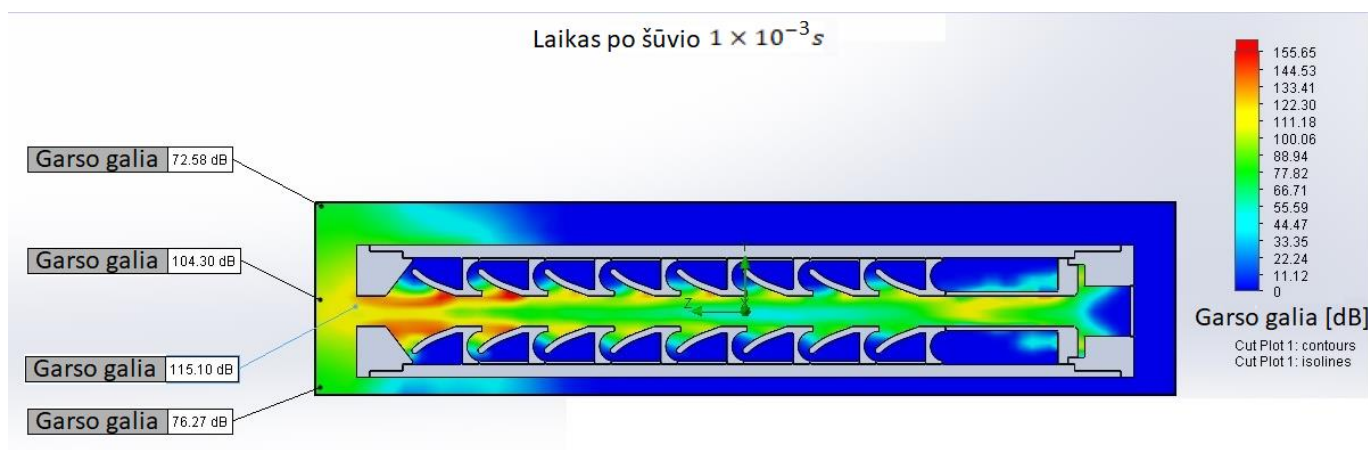 Laikas po šūvio 1 × 10⁻³ s
Garso galia 72.58 dB
Garso galia 104.30 dB
Garso galia 115.10 dB
Garso galia 76.27 dB
Z
155.65
144.53
133.41
122.30
111.18
100.06
88.94
77.82
66.71
55.59
44.47
33.35
22.24
11.12
0
Garso galia [dB]
Cut Plot 1: contours
Cut Plot 1: isolines